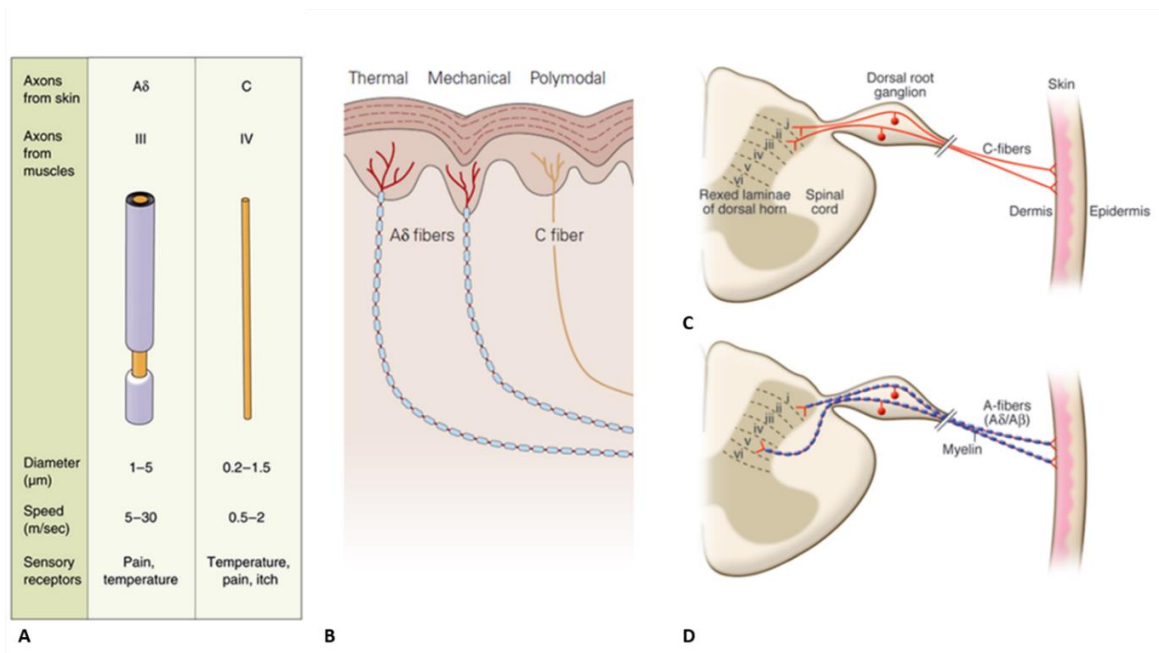 Axons
from skin
Aδ
C
Axons
from
muscles
III
IV
Diameter
(μm)
1–5
0.2–1.5
Speed
(m/sec)
5–30
0.5–2
Sensory
receptors
Pain,
temperature
Temperature,
pain, itch
A
Thermal
Mechanical
Polymodal
Aδ fibers
C fiber
B
Dorsal root
ganglion
Skin
i
ii
iii
iv
v
vi
C-fibers
Rexed laminae
of dorsal horn
Spinal
cord
Dermis
Epidermis
C
i
ii
iii
iv
v
vi
A-fibers
(Aδ/Aβ)
Myelin
D